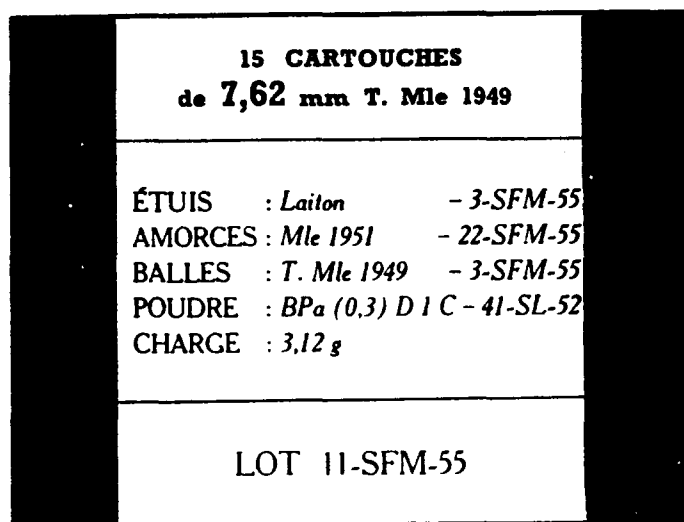 15 CARTOUCHES
de 7,62 mm T. Mle 1949
ÉTUIS : Laiton – 3-SFM-55
AMORCES : Mle 1951 – 22-SFM-55
BALLES : T. Mle 1949 – 3-SFM-55
POUDRE : BPa (0,3) D 1 C – 41-SL-52
CHARGE : 3,12 g
LOT 11-SFM-55